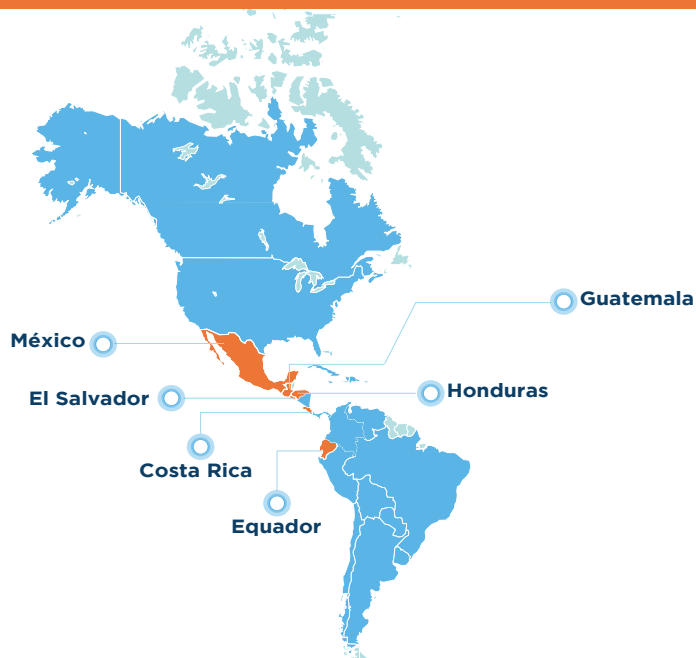 Guatemala
México
El Salvador
Honduras
Costa Rica
Equador